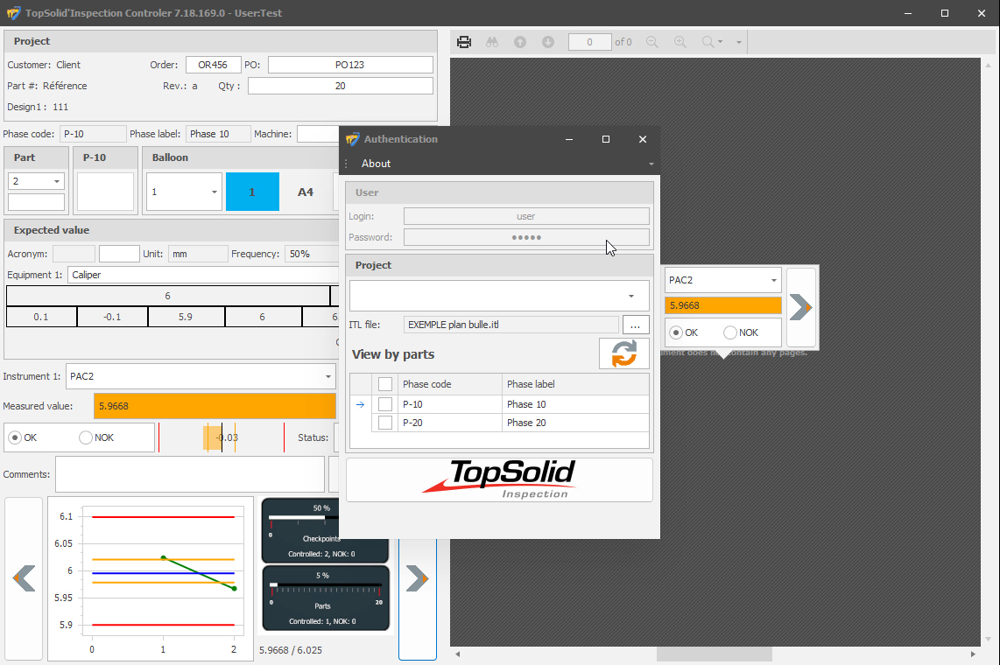 TopSolid'Inspection Controler 7.18.169.0 - User:Test
Project
Customer: Client Order: OR456 PO: PO123
Part #: Référence Rev.: a Qty : 20
Design1 : 111
Phase code: P-10 Phase label: Phase 10 Machine:
Part P-10 Balloon
2 1 1 A4
Expected value
Acronym: Unit: mm Frequency: 50%
Equipment 1: Caliper
6
0.1 -0.1 5.9 6
Instrument 1: PAC2
Measured value: 5.9668
OK NOK -0.03 Status:
Comments:
6.1
6.05
6
5.95
5.9
0 1 2
50 %
0
Checkpoints
Controlled: 2, NOK: 0
5 %
0 20
Parts
Controlled: 1, NOK: 0
5.9668 / 6.025
0 of 0
Authentication
About
User
Login: user
Password: •••••
Project
ITL file: EXEMPLE plan bulle.itl ...
View by parts
Phase code Phase label
P-10 Phase 10
P-20 Phase 20
TopSolid
Inspection
PAC2
5.9668
OK NOK
contain any pages.